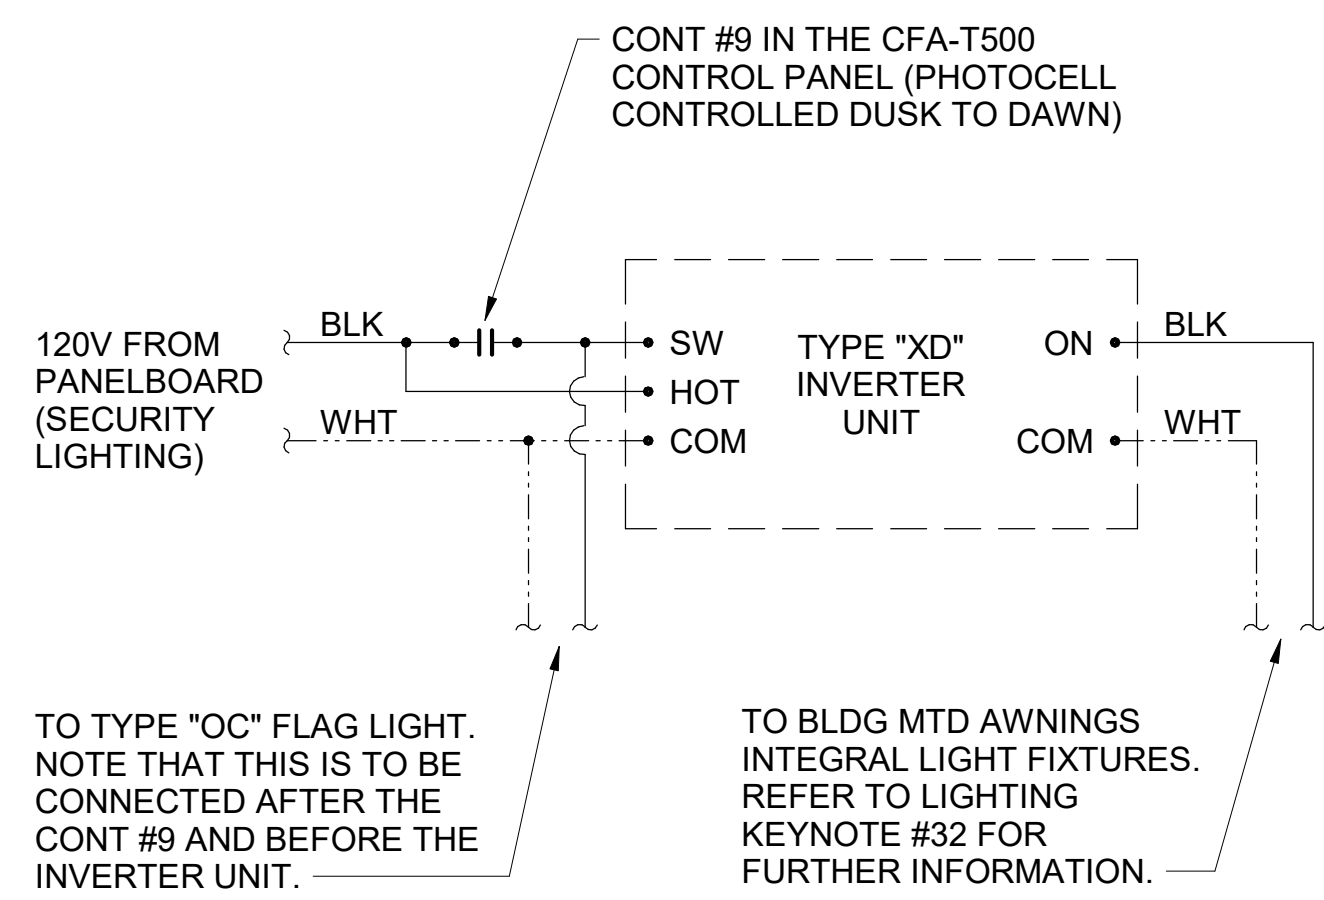 CONT #9 IN THE CFA-T500
CONTROL PANEL (PHOTOCELL
CONTROLLED DUSK TO DAWN)
120V FROM
PANELBOARD
(SECURITY
LIGHTING)
BLK
WHT
SW
HOT
COM
TYPE "XD"
INVERTER
UNIT
ON
COM
BLK
WHT
TO TYPE "OC" FLAG LIGHT.
NOTE THAT THIS IS TO BE
CONNECTED AFTER THE
CONT #9 AND BEFORE THE
INVERTER UNIT.
TO BLDG MTD AWNINGS
INTEGRAL LIGHT FIXTURES.
REFER TO LIGHTING
KEYNOTE #32 FOR
FURTHER INFORMATION.